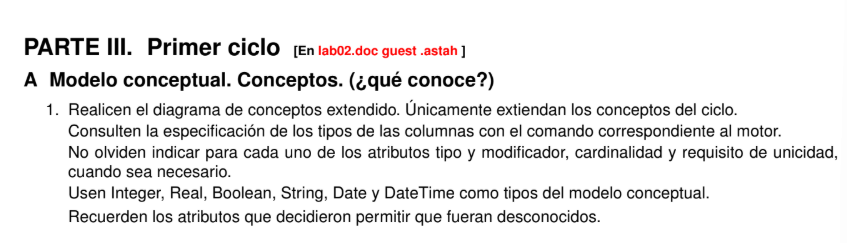 PARTE III. Primer ciclo [En lab02.doc guest .astah ]
A Modelo conceptual. Conceptos. (¿qué conoce?)
1. Realicen el diagrama de conceptos extendido. Únicamente extiendan los conceptos del ciclo.
Consulten la especificación de los tipos de las columnas con el comando correspondiente al motor.
No olviden indicar para cada uno de los atributos tipo y modificador, cardinalidad y requisito de unicidad,
cuando sea necesario.
Usen Integer, Real, Boolean, String, Date y DateTime como tipos del modelo conceptual.
Recuerden los atributos que decidieron permitir que fueran desconocidos.